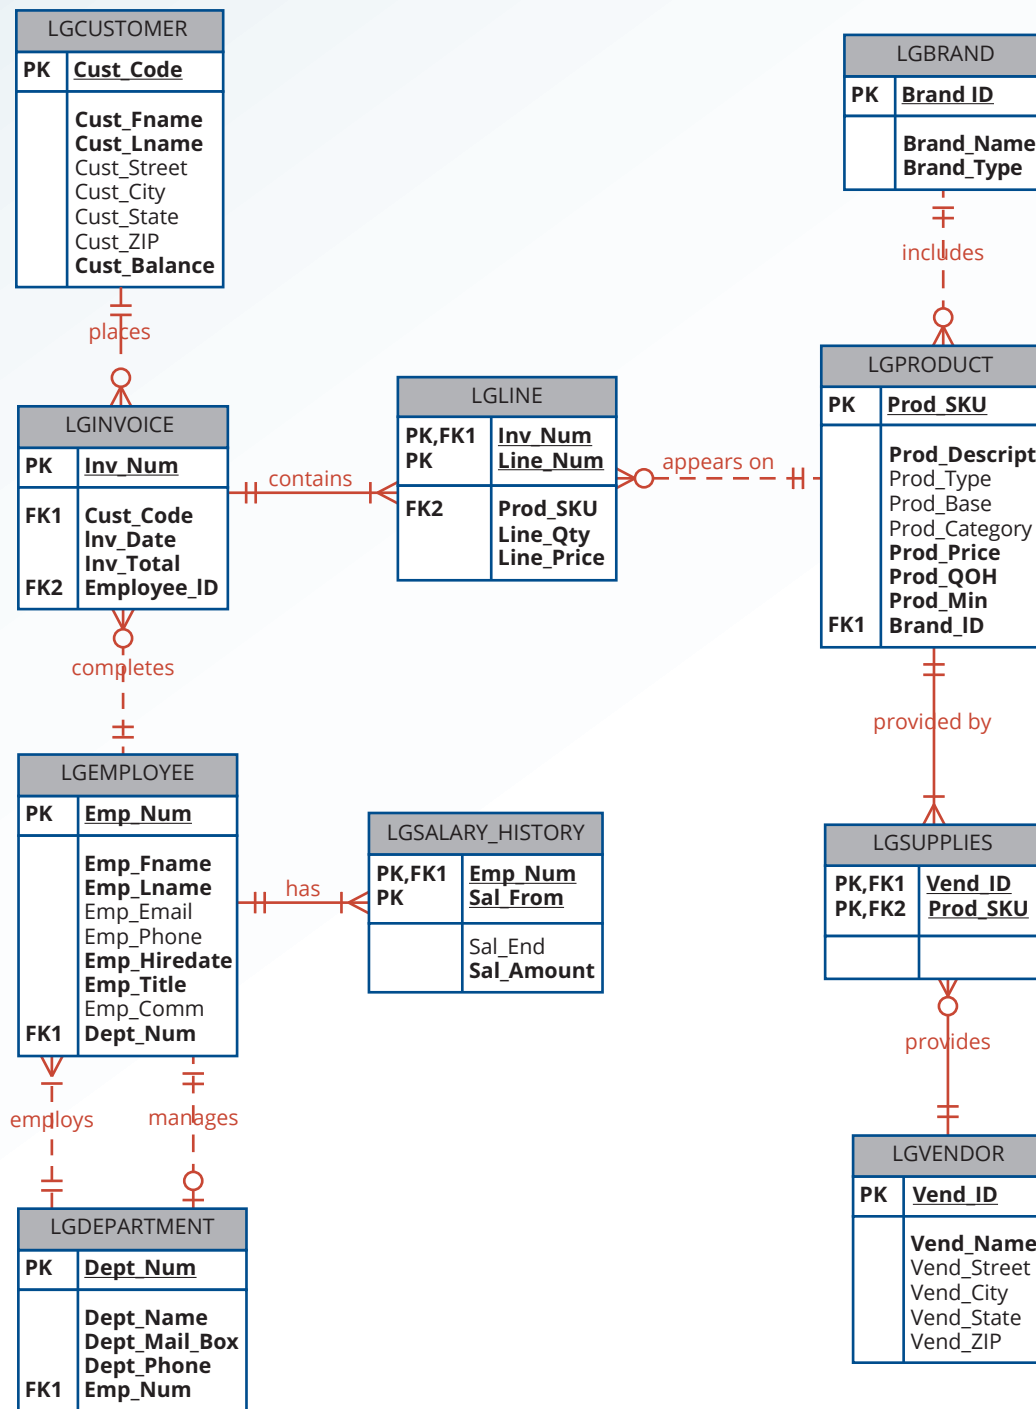 LGCUSTOMER
PK Cust_Code
Cust_Fname
Cust_Lname
Cust_Street
Cust_City
Cust_State
Cust_ZIP
Cust_Balance
places
LGINVOICE
PK Inv_Num
FK1 Cust_Code
Inv_Date
Inv_Total
FK2 Employee_ID
completes
contains
LGLINE
PK,FK1 Inv_Num
PK Line_Num
FK2 Prod_SKU
Line_Qty
Line_Price
appears on
LGBRAND
PK Brand ID
Brand_Name
Brand_Type
includes
LGPRODUCT
PK Prod_SKU
Prod_Descript
Prod_Type
Prod_Base
Prod_Category
Prod_Price
Prod_QOH
Prod_Min
FK1 Brand_ID
provided by
LGEMPLOYEE
PK Emp_Num
Emp_Fname
Emp_Lname
Emp_Email
Emp_Phone
Emp_Hiredate
Emp_Title
Emp_Comm
FK1 Dept_Num
has
LGSALARY_HISTORY
PK,FK1 Emp_Num
PK Sal_From
Sal_End
Sal_Amount
LGSUPPLIES
PK,FK1 Vend_ID
PK,FK2 Prod_SKU
provides
employs
manages
LGDEPARTMENT
PK Dept_Num
Dept_Name
Dept_Mail_Box
Dept_Phone
FK1 Emp_Num
LGVENDOR
PK Vend_ID
Vend_Name
Vend_Street
Vend_City
Vend_State
Vend_ZIP